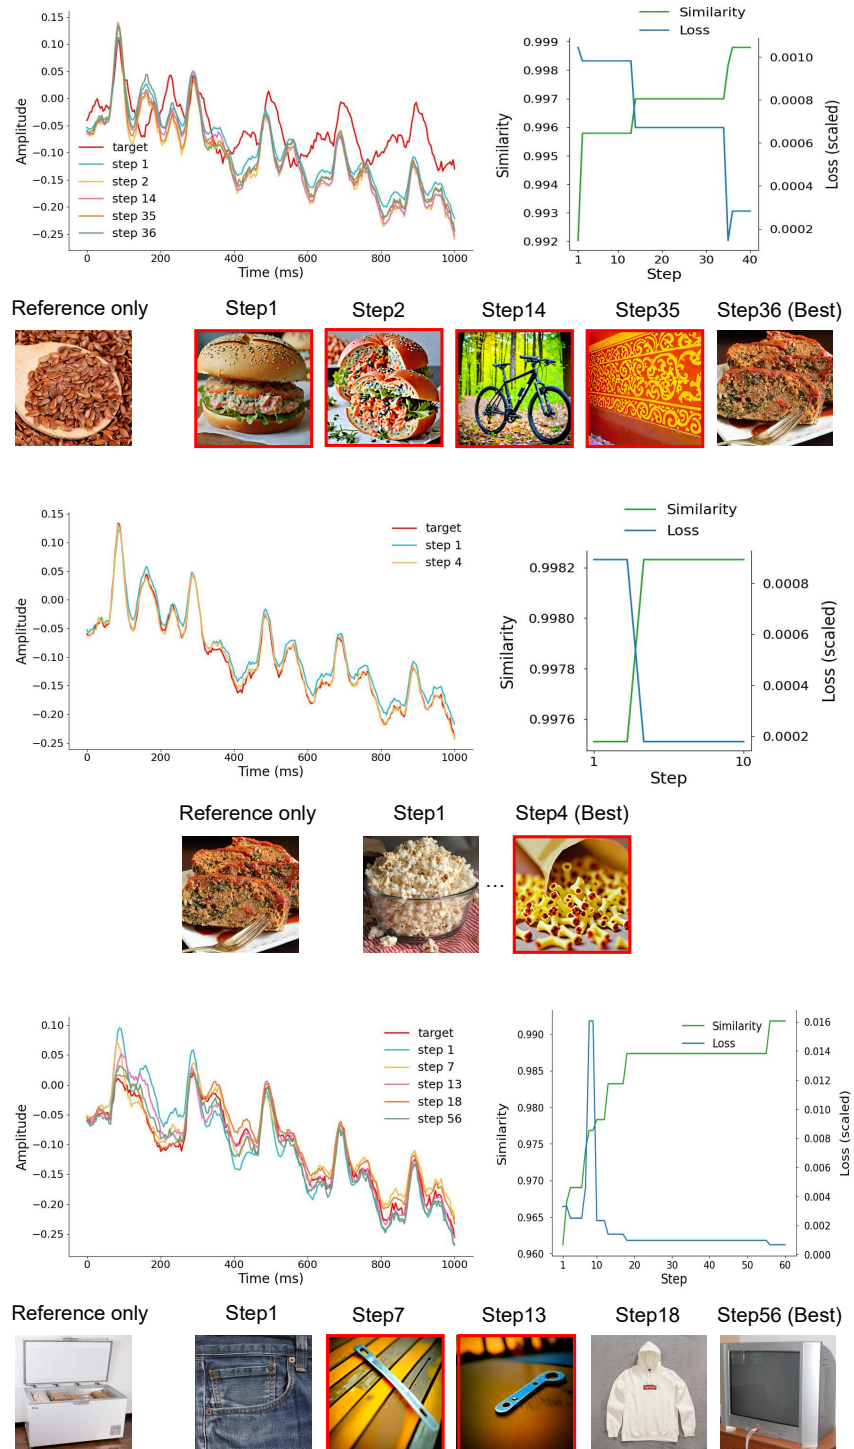 Similarity
Loss
0.15
0.10
0.05
0.00
−0.05
−0.10
−0.15
−0.20
−0.25
Amplitude
target
step 1
step 2
step 14
step 35
step 36
0 200 400 600 800 1000
Time (ms)
0.999
0.998
0.997
0.996
0.995
0.994
0.993
0.992
Similarity
0.0010
0.0008
0.0006
0.0004
0.0002
Loss (scaled)
1 10 20 30 40
Step
Reference only Step1 Step2 Step14 Step35 Step36 (Best)
0.15
0.10
0.05
0.00
−0.05
−0.10
−0.15
−0.20
−0.25
Amplitude
target
step 1
step 4
0 200 400 600 800 1000
Time (ms)
Similarity
Loss
0.9982
0.9980
0.9978
0.9976
Similarity
0.0008
0.0006
0.0004
0.0002
Loss (scaled)
1 10
Step
Reference only Step1 Step4 (Best)
...
0.10
0.05
0.00
−0.05
−0.10
−0.15
−0.20
−0.25
Amplitude
target
step 1
step 7
step 13
step 18
step 56
0 200 400 600 800 1000
Time (ms)
Similarity
Loss
0.990
0.985
0.980
0.975
0.970
0.965
0.960
Similarity
0.016
0.014
0.012
0.010
0.008
0.006
0.004
0.002
0.000
Loss (scaled)
1 10 20 30 40 50 60
Step
Reference only Step1 Step7 Step13 Step18 Step56 (Best)